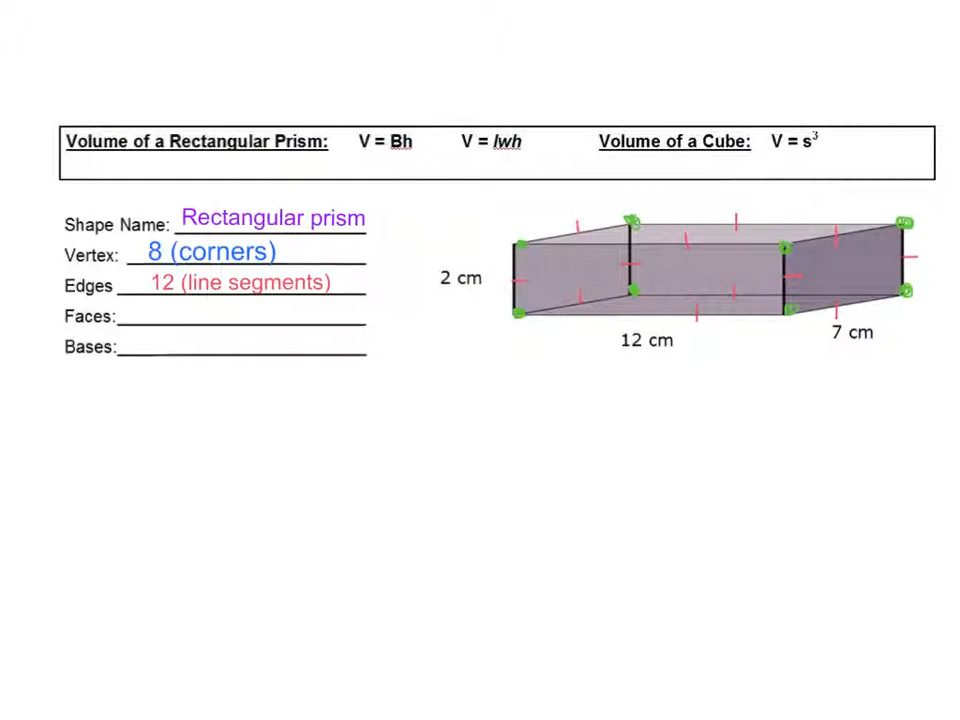 Volume of a Rectangular Prism: V = Bh V = lwh Volume of a Cube: V = s³
Shape Name: Rectangular prism
Vertex: 8 (corners)
Edges 12 (line segments)
Faces:
Bases:
2 cm
12 cm
7 cm